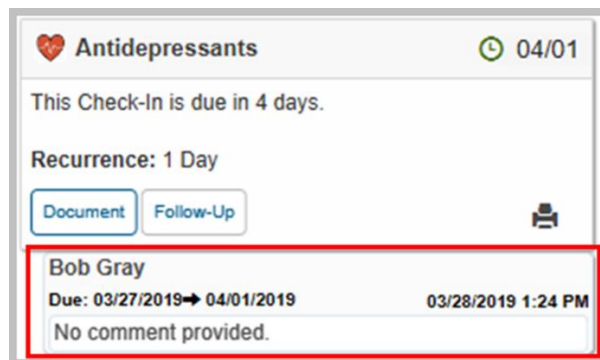 Antidepressants 04/01
This Check-In is due in 4 days.
Recurrence: 1 Day
Document Follow-Up
Bob Gray
Due: 03/27/2019➔ 04/01/2019 03/28/2019 1:24 PM
No comment provided.